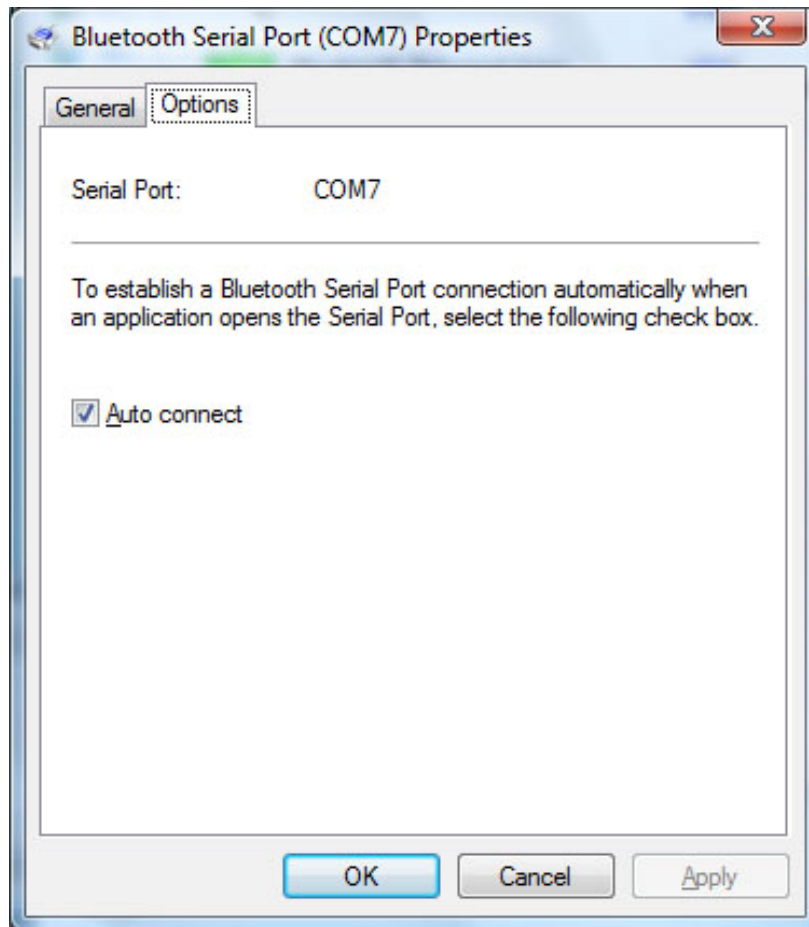 Bluetooth Serial Port (COM7) Properties
General Options
Serial Port: COM7
To establish a Bluetooth Serial Port connection automatically when
an application opens the Serial Port, select the following check box.
Auto connect
OK Cancel Apply